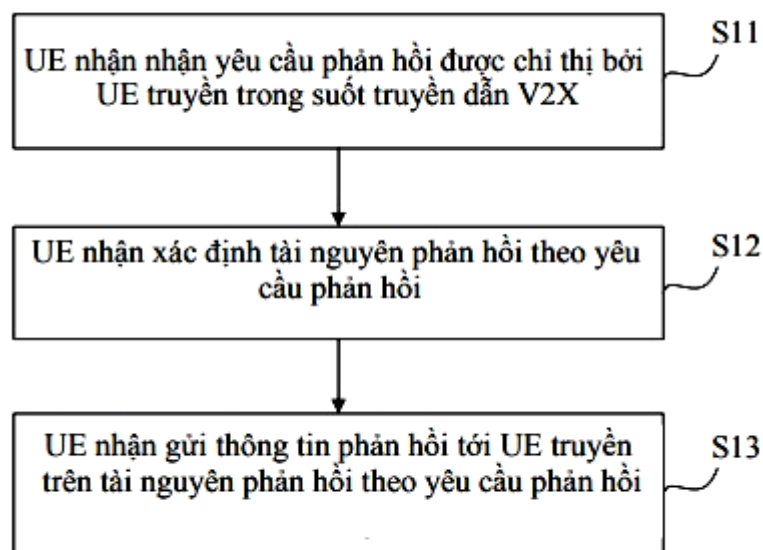 UE nhận nhận yêu cầu phản hồi được chỉ thị bởi
UE truyền trong suốt truyền dẫn V2X
S11
UE nhận xác định tài nguyên phản hồi theo yêu
cầu phản hồi
S12
UE nhận gửi thông tin phản hồi tới UE truyền
trên tài nguyên phản hồi theo yêu cầu phản hồi
S13